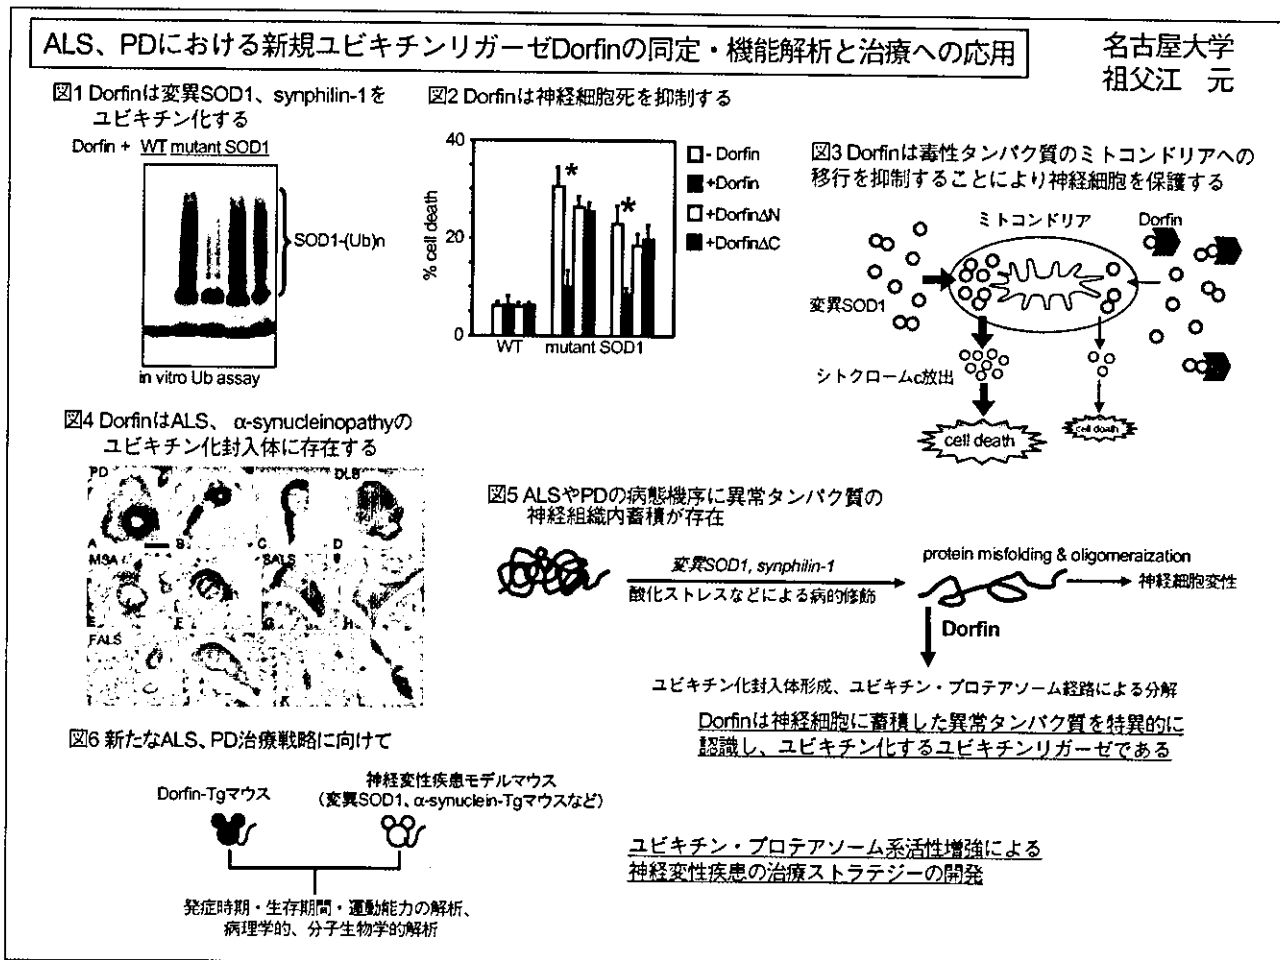 ALS、PDにおける新規ユビキチンリガーゼDorfinの同定・機能解析と治療への応用
名古屋大学
祖父江 元
図1 Dorfinは変異SOD1、synphilin-1を
ユビキチン化する
Dorfin + WT mutant SOD1
SOD1-(Ub)n
in vitro Ub assay
図2 Dorfinは神経細胞死を抑制する
% cell death
40
20
0
WT mutant SOD1
- Dorfin
+Dorfin
+DorfinΔN
+DorfinΔC
* *
図3 Dorfinは毒性タンパク質のミトコンドリアへの
移行を抑制することにより神経細胞を保護する
ミトコンドリア
Dorfin
変異SOD1
シトクロームc放出
cell death
cell death
図4 DorfinはALS、 α-synucleinopathyの
ユビキチン化封入体に存在する
PD
DLB
A B C D
MSA
SALS
E F G H
FALS
K
図5 ALSやPDの病態機序に異常タンパク質の
神経組織内蓄積が存在
変異SOD1, synphilin-1
酸化ストレスなどによる病的修飾
protein misfolding & oligomeraization
神経細胞変性
Dorfin
ユビキチン化封入体形成、ユビキチン・プロテアソーム経路による分解
Dorfinは神経細胞に蓄積した異常タンパク質を特異的に
認識し、ユビキチン化するユビキチンリガーゼである
図6 新たなALS、PD治療戦略に向けて
Dorfin-Tgマウス
神経変性疾患モデルマウス
（変異SOD1、α-synuclein-Tgマウスなど）
発症時期・生存期間・運動能力の解析、
病理学的、分子生物学的解析
ユビキチン・プロテアソーム系活性増強による
神経変性疾患の治療ストラテジーの開発